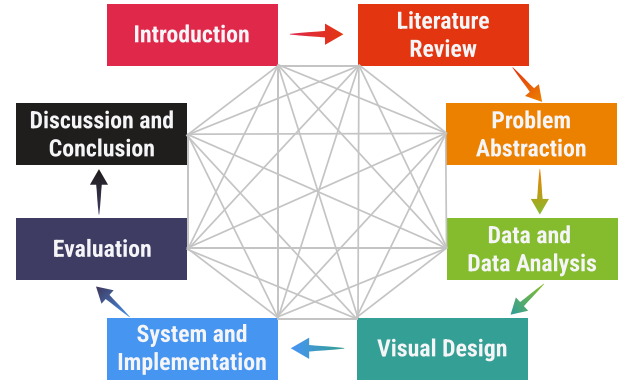 Introduction
Literature
Review
Problem
Abstraction
Data and
Data Analysis
Visual Design
System and
Implementation
Evaluation
Discussion and
Conclusion